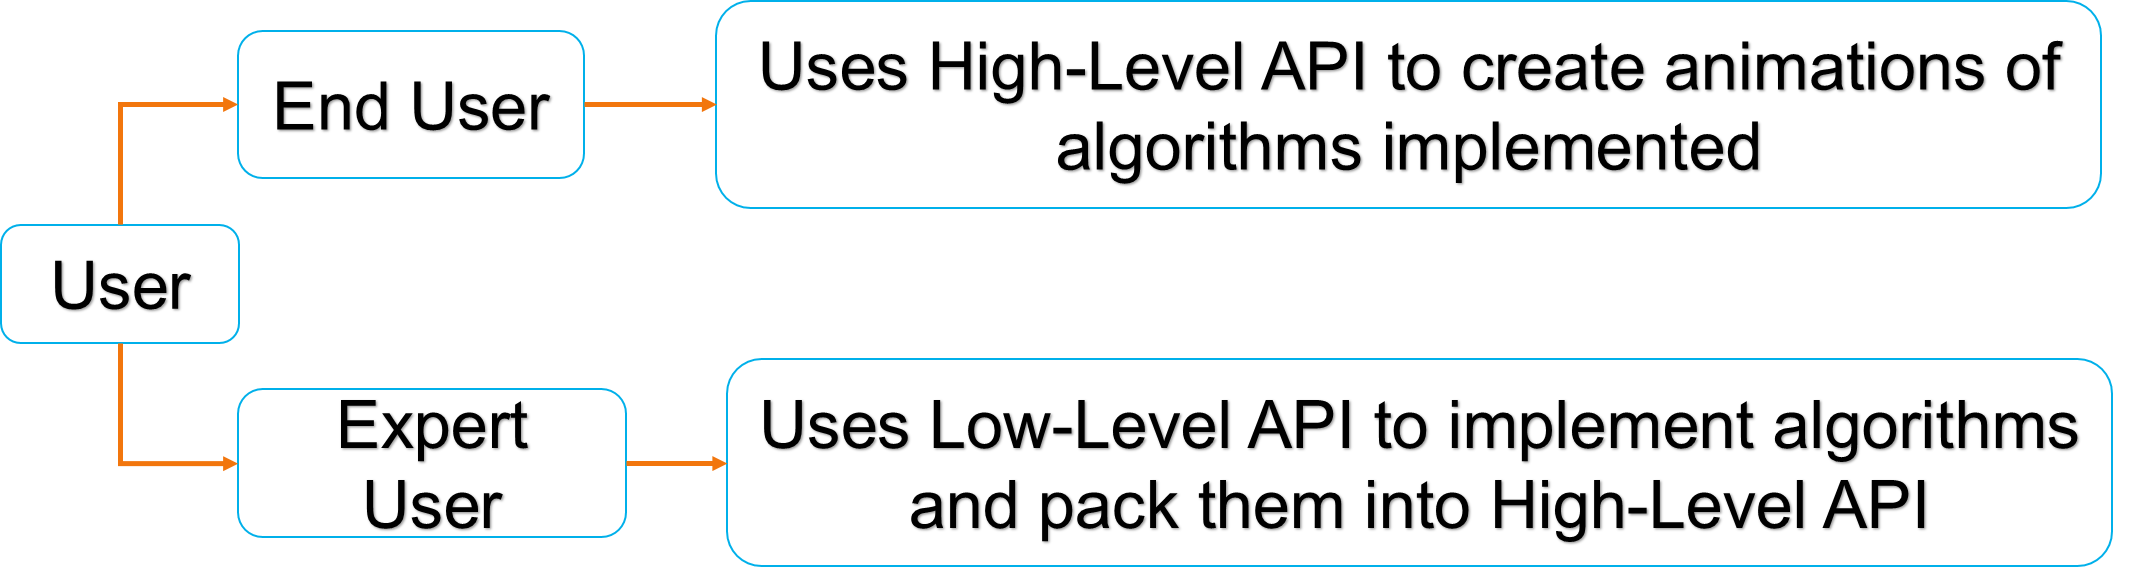 End User
Uses High-Level API to create animations of
algorithms implemented
User
Expert
User
Uses Low-Level API to implement algorithms
and pack them into High-Level API